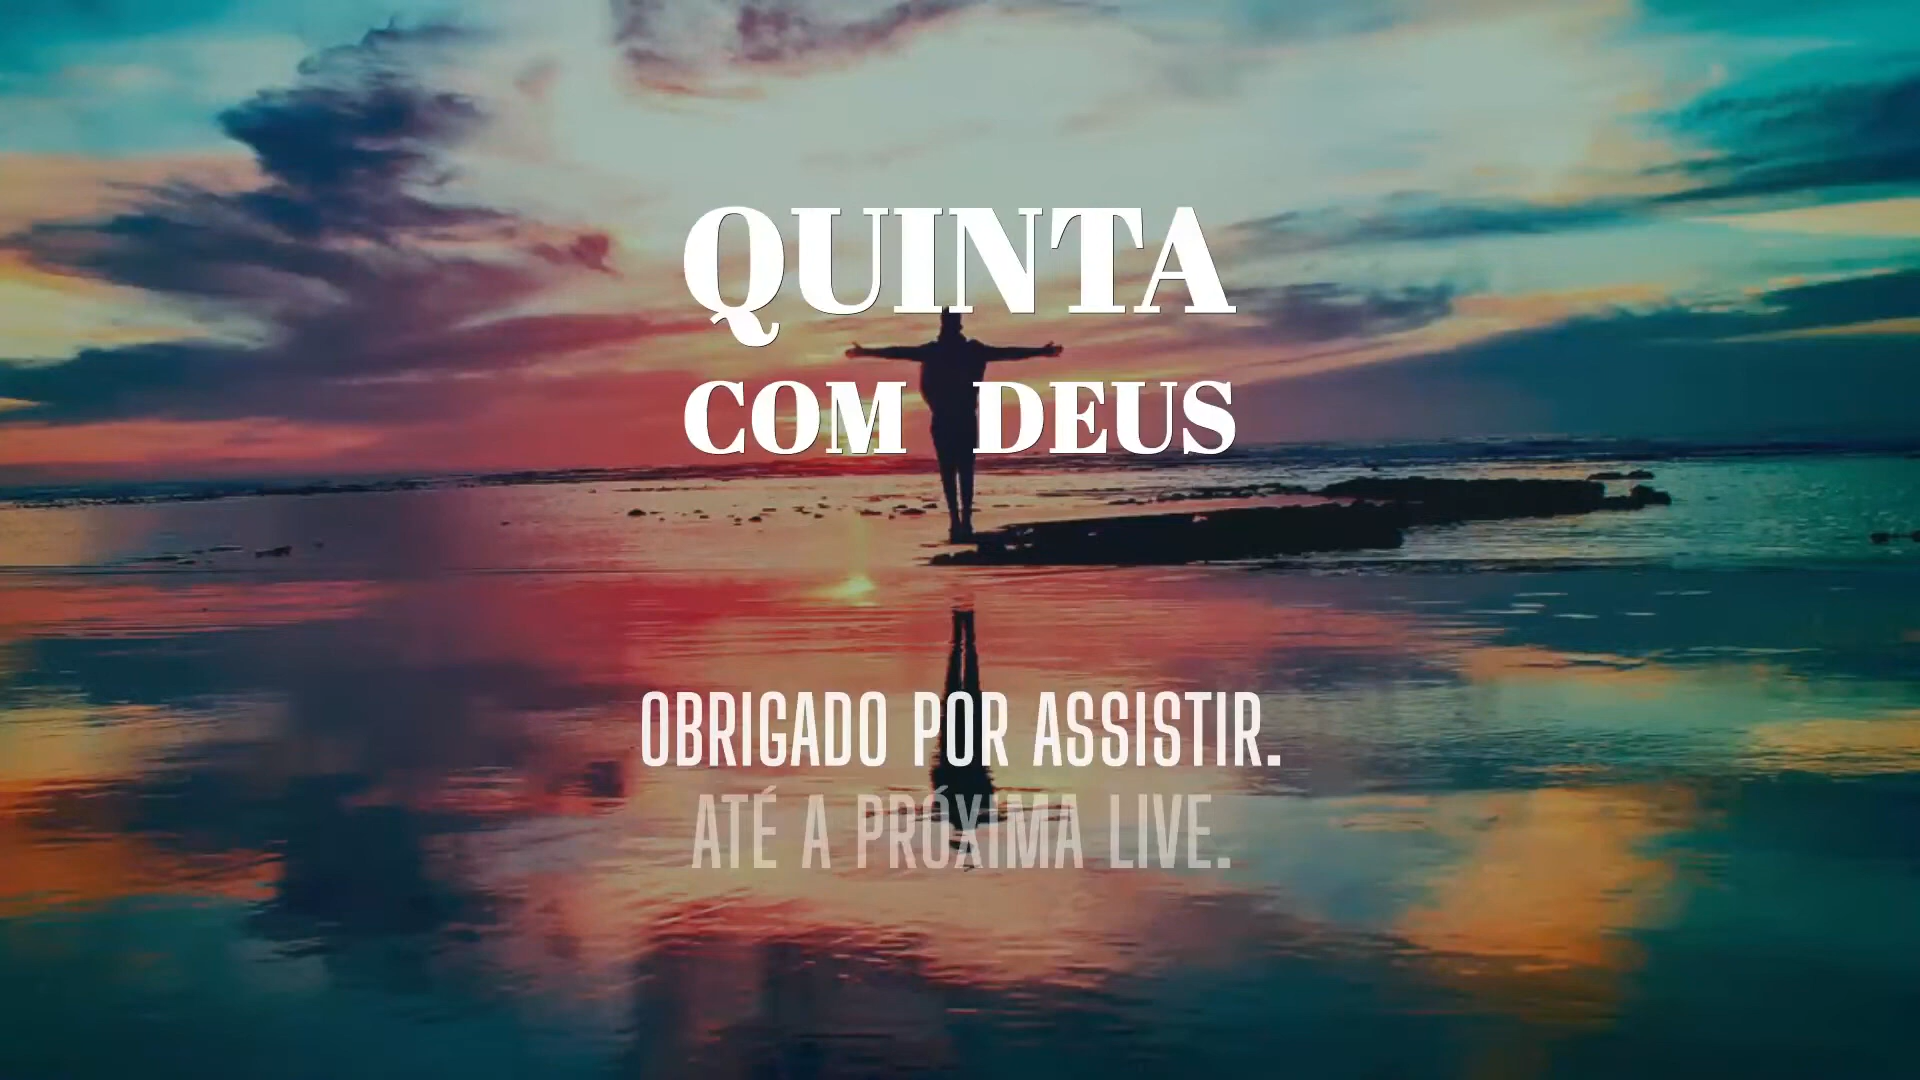 QUINTA
COM DEUS
OBRIGADO POR ASSISTIR.
ATÉ A PRÓXIMA LIVE.